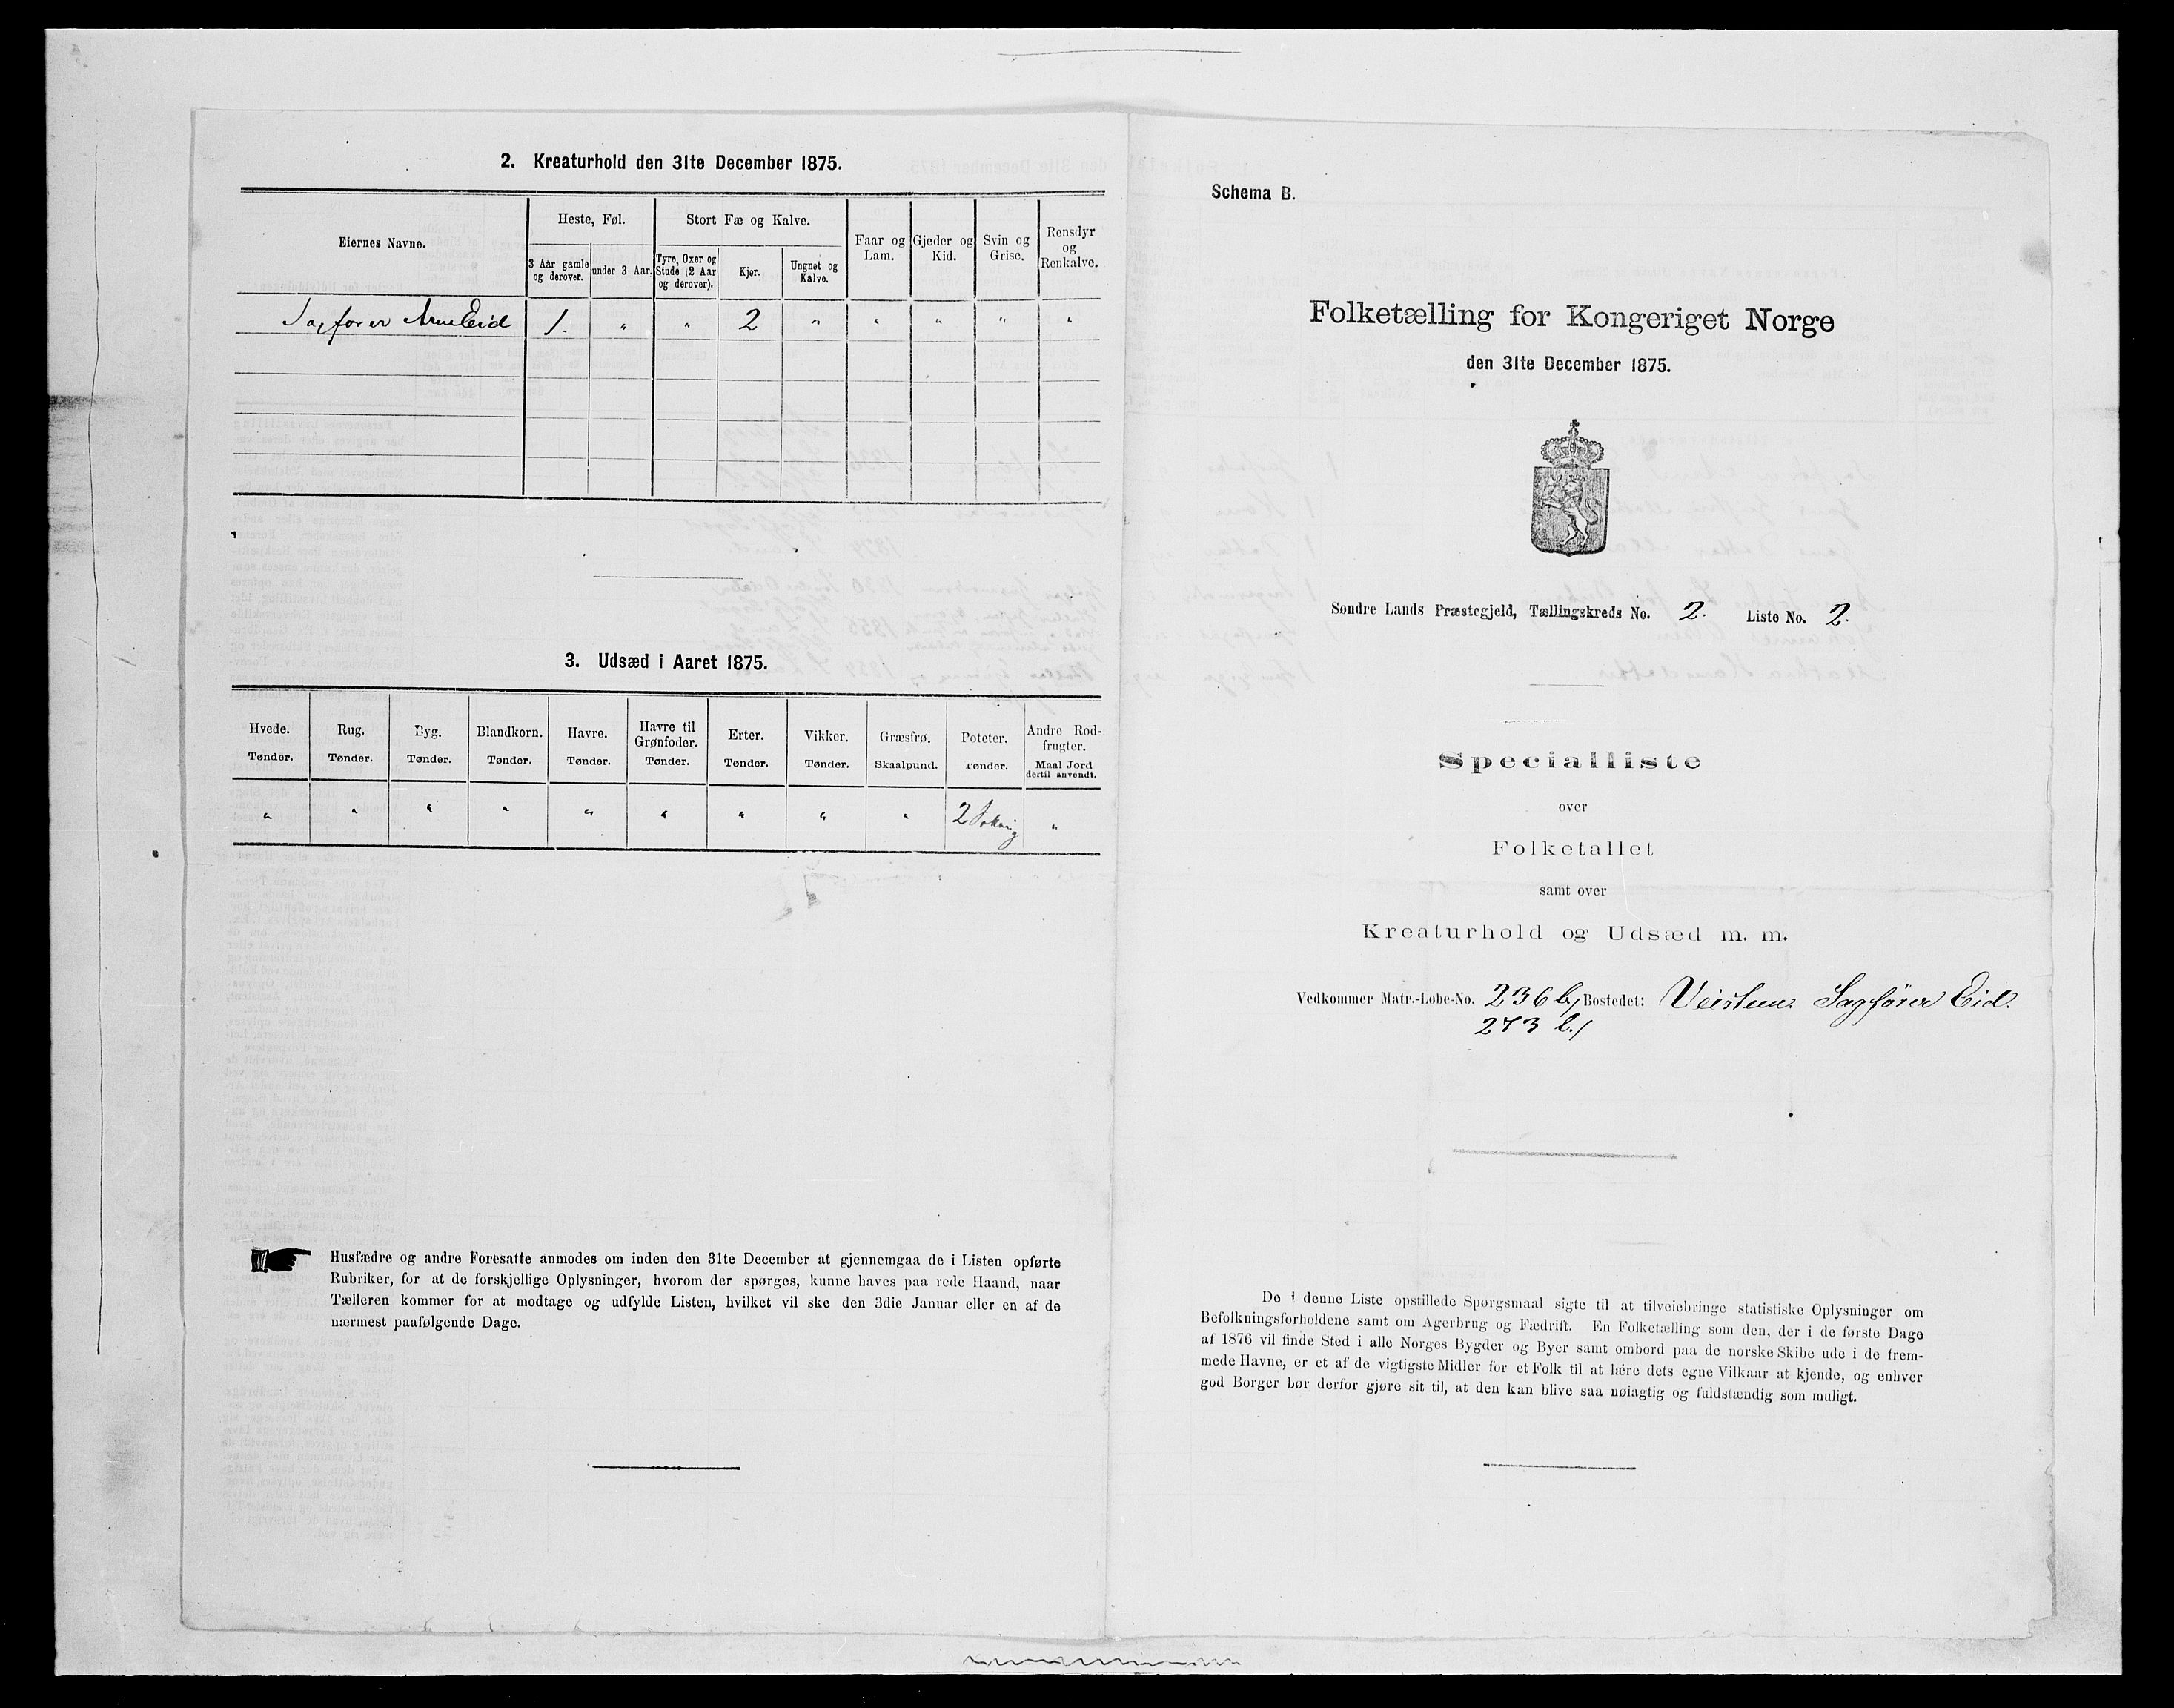 2. Kreaturhold den 31te December 1875.
Eiernes Navne.
Heste, Føl.
Stort Fæ og Kalve.
Faar og Lam.
Gjeder og Kid.
Svin og Grise.
Rensdyr og Renkalve.
3 Aar gamle og derover.
under 3 Aar.
Tyre, Oxer og Stude (2 Aar og derover).
Kjør.
Ungnøt og Kalve.
Sagfører Arne Eid 1. " " 2 " " " " "
3. Udsæd i Aaret 1875.
Hvede. Rug. Byg. Blandkorn. Havre. Havre til Grønfoder. Erter. Vikker. Græsfrø. Poteter. Andre Rodfrugter.
Tønder. Tønder. Tønder. Tønder. Tønder. Tønder. Tønder. Tønder. Skaalpund. Tønder. Maal Jord dertil anvendt.
" " " " " " " " " 2 "
Husfædre og andre Foresatte anmodes om inden den 31te December at gjennemgaa de i Listen opførte
Rubriker, for at de forskjellige Oplysninger, hvorom der spørges, kunne haves paa rede Haand, naar
Tælleren kommer for at modtage og udfylde Listen, hvilket vil ske den 3die Januar eller en af de
nærmest paafølgende Dage.
Schema B.
Folketælling for Kongeriget Norge
den 31te December 1875.
Søndre Lands Præstegjeld, Tællingskreds No. 2. Liste No. 2.
Specialliste
over
Folketallet
samt over
Kreaturhold og Udsæd m. m.
Vedkommer Matr.-Løbe-No. 236 b, Bostedet: Sagfører Eid.
273 b,
De i denne Liste opstillede Spørgsmaal sigte til at tilveiebringe statistiske Oplysninger om
Befolkningsforholdene samt om Agerbrug og Fædrift. En Folketælling som den, der i de første Dage
af 1876 vil finde Sted i alle Norges Bygder og Byer samt ombord paa de norske Skibe ude i de frem-
mede Havne, er et af de vigtigste Midler for et Folk til at lære dets egne Vilkaar at kjende, og enhver
god Borger bør derfor gjøre sit til, at den kan blive saa nøiagtig og fuldstændig som muligt.